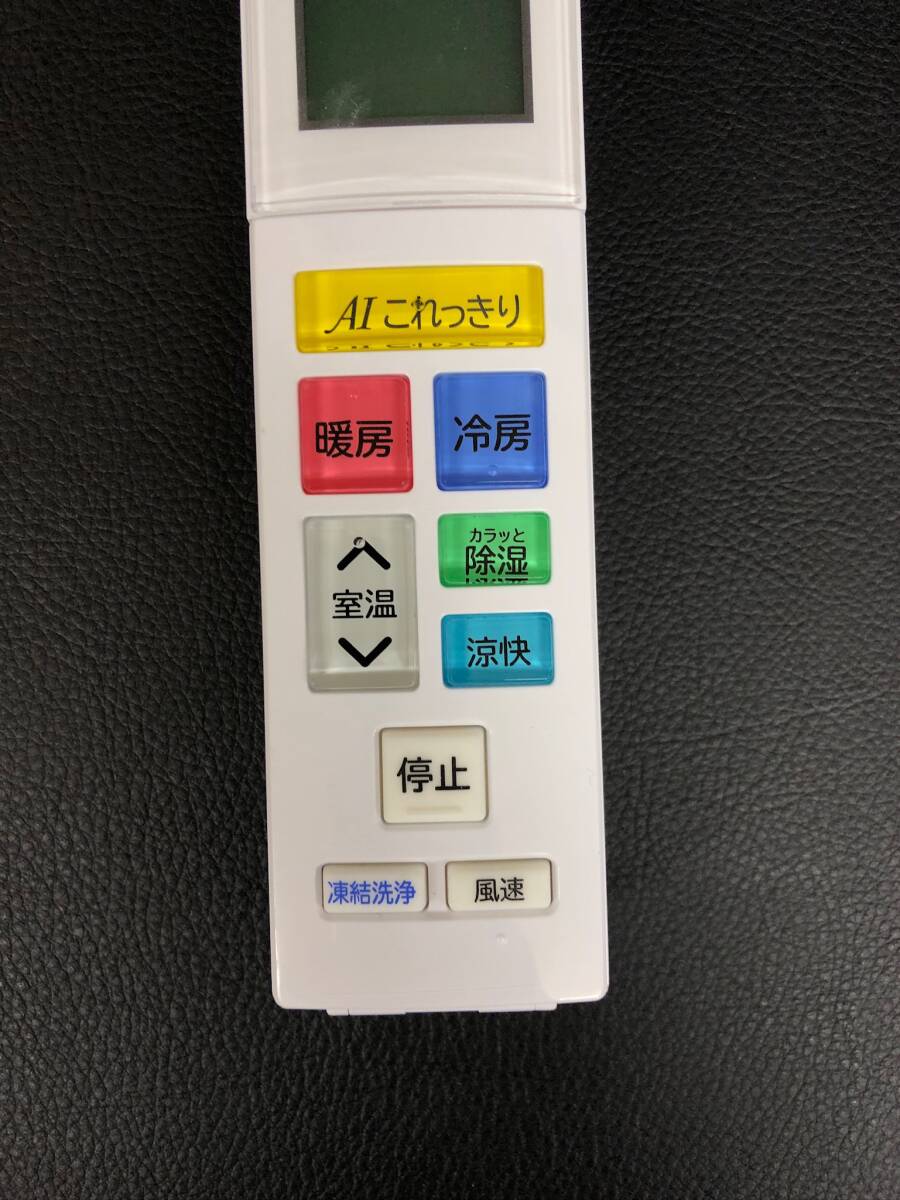 AIこれっきり
暖房
冷房
室温
カラッと
除湿
涼快
停止
凍結洗浄
風速